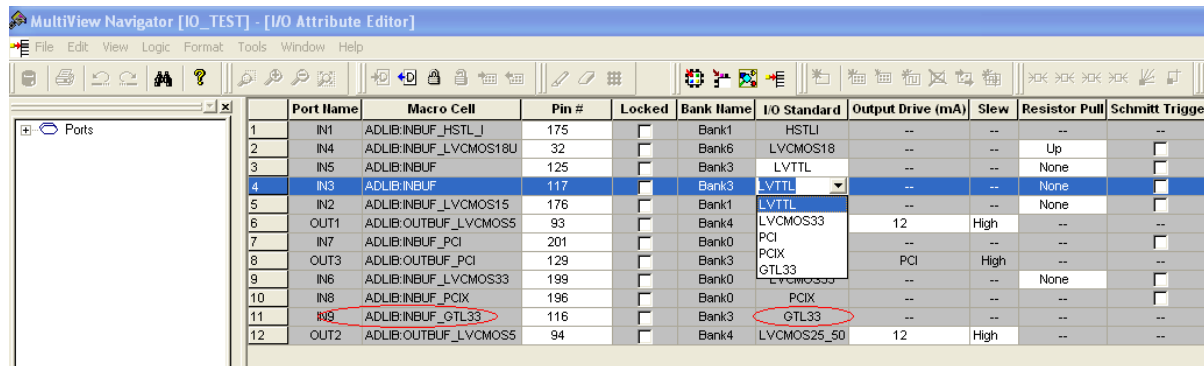 MultiView Navigator [IO_TEST] - [I/O Attribute Editor]
File Edit View Logic Format Tools Window Help
Ports
Port Name Macro Cell Pin # Locked Bank Name I/O Standard Output Drive (mA) Slew Resistor Pull Schmitt Trigge
1 IN1 ADLIB:INBUF_HSTL_I 175 Bank1 HSTLI -- -- -- --
2 IN4 ADLIB:INBUF_LVCMOS18U 32 Bank6 LVCMOS18 -- -- Up
3 IN5 ADLIB:INBUF 125 Bank3 LVTTL -- -- None
4 IN3 ADLIB:INBUF 117 Bank3 LVTTL -- -- None
5 IN2 ADLIB:INBUF_LVCMOS15 176 Bank1 LVTTL -- -- None
6 OUT1 ADLIB:OUTBUF_LVCMOS5 93 Bank4 LVCMOS33 12 High -- --
7 IN7 ADLIB:INBUF_PCI 201 Bank0 PCI -- -- --
8 OUT3 ADLIB:OUTBUF_PCI 129 Bank3 PCIX PCI High -- --
GTL33
9 IN6 ADLIB:INBUF_LVCMOS33 199 Bank0 LVCMOS33 -- -- None
10 IN8 ADLIB:INBUF_PCIX 196 Bank0 PCIX -- -- --
11 IN9 ADLIB:INBUF_GTL33 116 Bank3 GTL33 -- -- -- --
12 OUT2 ADLIB:OUTBUF_LVCMOS5 94 Bank4 LVCMOS25_50 12 High -- --